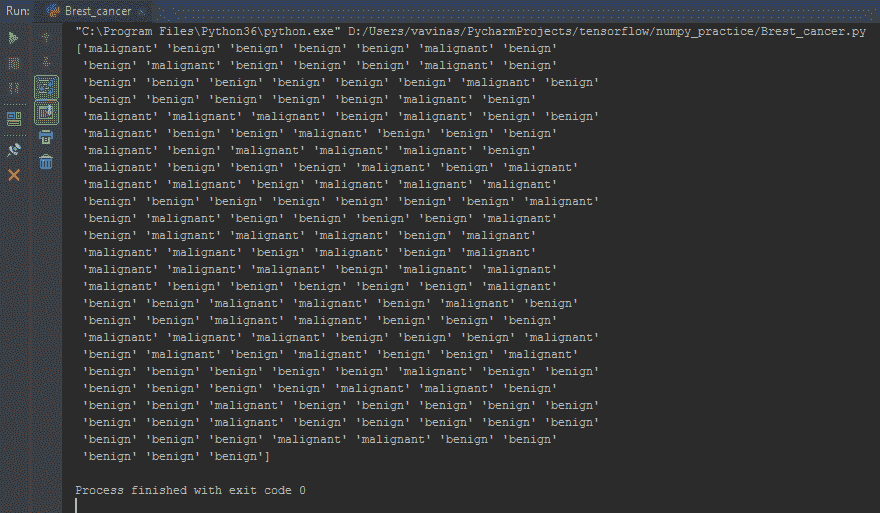 Run: Brest_cancer
"C:\Program Files\Python36\python.exe" D:/Users/vavinas/PycharmProjects/tensorflow/numpy_practice/Brest_cancer.py
['malignant' 'benign' 'benign' 'benign' 'benign' 'malignant' 'benign'
'benign' 'malignant' 'benign' 'benign' 'benign' 'benign'
'benign' 'benign' 'benign' 'benign' 'benign' 'malignant' 'benign'
'benign' 'benign' 'benign' 'benign' 'malignant' 'benign'
'malignant' 'malignant' 'malignant' 'benign' 'malignant' 'benign' 'benign'
'malignant' 'benign' 'benign' 'malignant' 'benign' 'benign' 'benign'
'benign' 'malignant' 'malignant' 'malignant' 'benign'
'malignant' 'benign' 'benign' 'benign' 'malignant' 'benign' 'malignant'
'malignant' 'malignant' 'benign' 'malignant' 'malignant' 'malignant'
'benign' 'benign' 'benign' 'benign' 'benign' 'benign' 'benign' 'malignant'
'benign' 'malignant' 'benign' 'benign' 'benign' 'malignant'
'benign' 'malignant' 'benign' 'malignant' 'benign' 'malignant'
'malignant' 'malignant' 'benign' 'malignant' 'benign' 'malignant'
'malignant' 'malignant' 'malignant' 'benign' 'malignant' 'malignant'
'malignant' 'benign' 'benign' 'benign' 'benign' 'malignant'
'benign' 'benign' 'malignant' 'malignant' 'benign' 'malignant' 'benign'
'benign' 'benign' 'malignant' 'malignant' 'benign' 'benign' 'benign'
'malignant' 'malignant' 'malignant' 'benign' 'benign' 'benign' 'malignant'
'benign' 'malignant' 'benign' 'malignant' 'benign' 'benign' 'malignant'
'benign' 'benign' 'benign' 'benign' 'benign' 'malignant' 'benign' 'benign'
'benign' 'benign' 'benign' 'benign' 'malignant' 'malignant' 'benign'
'benign' 'benign' 'malignant' 'benign' 'benign' 'benign' 'benign' 'benign'
'benign' 'benign' 'malignant' 'benign' 'benign' 'benign' 'benign' 'benign'
'benign' 'benign' 'benign' 'malignant' 'malignant' 'benign' 'benign'
'benign' 'benign' 'benign']
Process finished with exit code 0